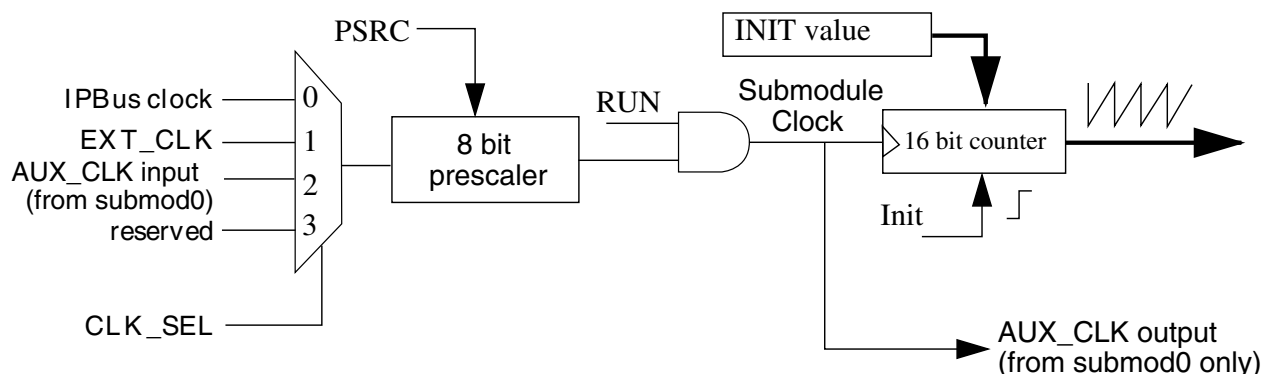 PSRC
INIT value
IPBus clock
0
EXT_CLK
1
AUX_CLK input
(from submod0)
2
reserved
3
CLK_SEL
8 bit
prescaler
RUN
Submodule
Clock
16 bit counter
Init
AUX_CLK output
(from submod0 only)